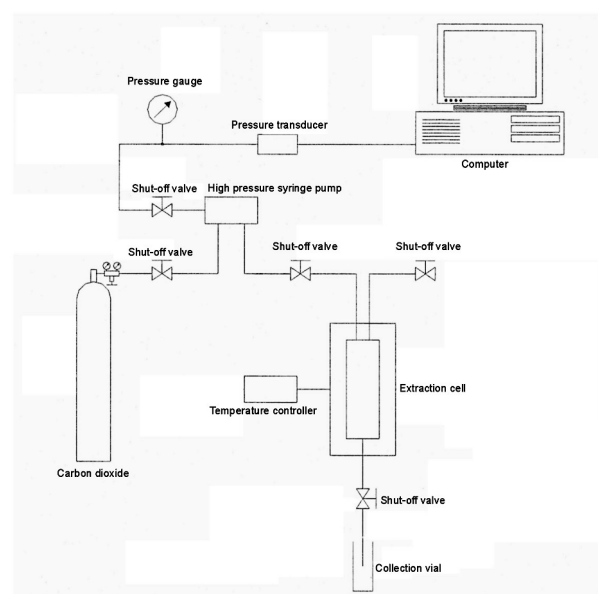 Pressure gauge
Pressure transducer
Computer
Shut-off valve
High pressure syringe pump
Shut-off valve
Shut-off valve
Shut-off valve
Extraction cell
Temperature controller
Carbon dioxide
Shut-off valve
Collection vial